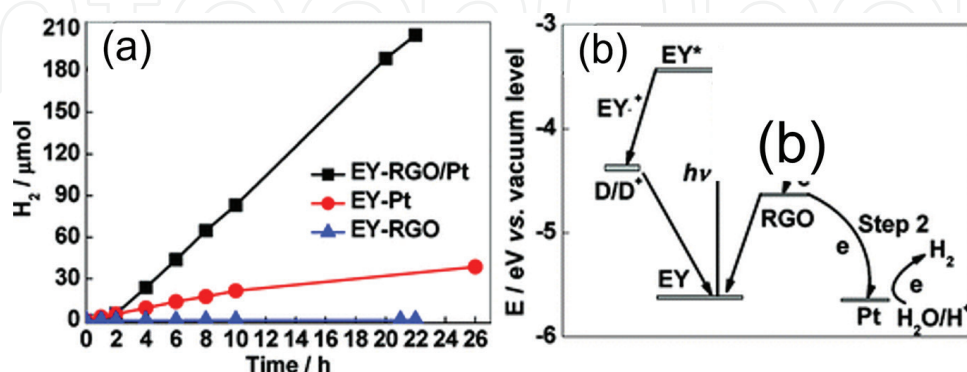 (a)
210
180
150
120
90
60
30
0
H₂ / μmol
0 2 4 6 8 10 12 14 16 18 20 22 24 26
Time / h
EY-RGO/Pt
EY-Pt
EY-RGO
(b)
-3
-4
-5
-6
E / eV vs. vacuum level
EY*
EY·⁺
D/D⁺
hν
(b)
RGO
Step 2
e
H₂
EY
e
Pt
H₂O/H⁺